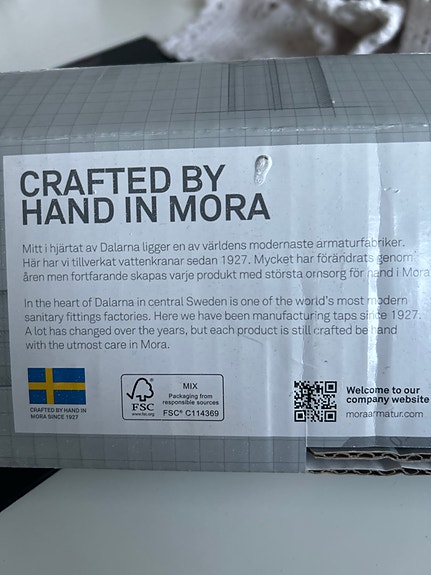 CRAFTED BY
HAND IN MORA
Mitt i hjärtat av Dalarna ligger en av världens modernaste armaturfabriker.
Här har vi tillverkat vattenkranar sedan 1927. Mycket har förändrats genom
åren men fortfarande skapas varje produkt med största omsorg för hand i Mora
In the heart of Dalarna in central Sweden is one of the world's most modern
sanitary fittings factories. Here we have been manufacturing taps since 1927.
A lot has changed over the years, but each product is still crafted be hand
with the utmost care in Mora.
CRAFTED BY HAND IN
MORA SINCE 1927
FSC
www.fsc.org
MIX
Packaging from
responsible sources
FSC® C114369
Welcome to our
company website
moraarmatur.com